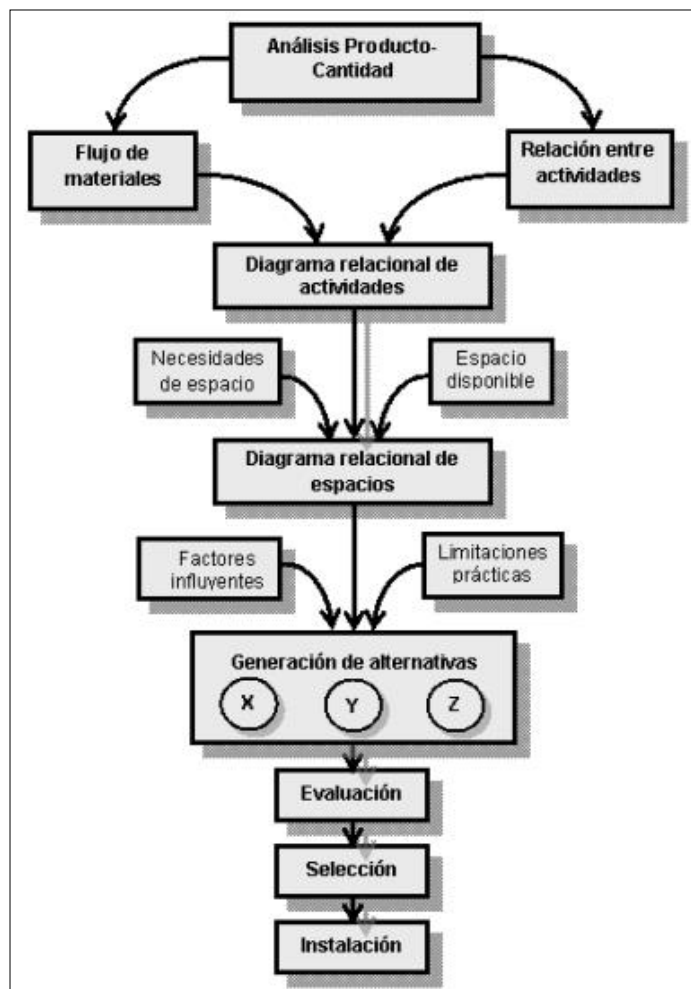 Análisis Producto-
Cantidad
Flujo de
materiales
Relación entre
actividades
Diagrama relacional de
actividades
Necesidades
de espacio
Espacio
disponible
Diagrama relacional de
espacios
Factores
influyentes
Limitaciones
prácticas
Generación de alternativas
X
Y
Z
Evaluación
Selección
Instalación